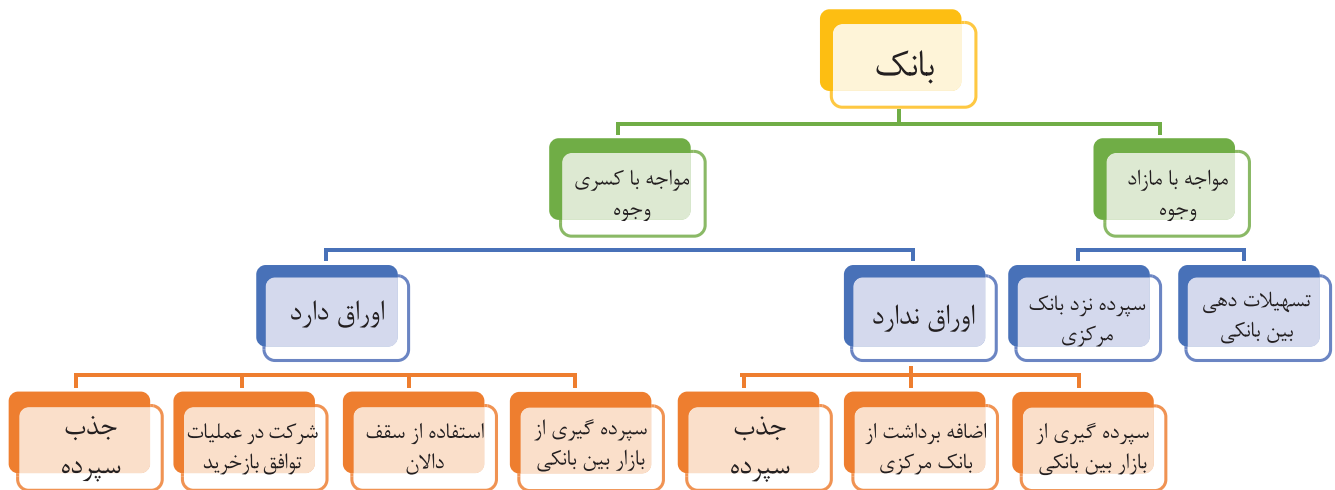 بانک
مواجه با مازاد
وجوه
مواجه با کسری
وجوه
تسهیلات دهی
بین بانکی
سپرده نزد بانک
مرکزی
اوراق ندارد
اوراق دارد
سپرده گیری از
بازار بین بانکی
اضافه برداشت از
بانک مرکزی
جذب
سپرده
سپرده گیری از
بازار بین بانکی
استفاده از سقف
دالان
شرکت در عملیات
توافق بازخرید
جذب
سپرده